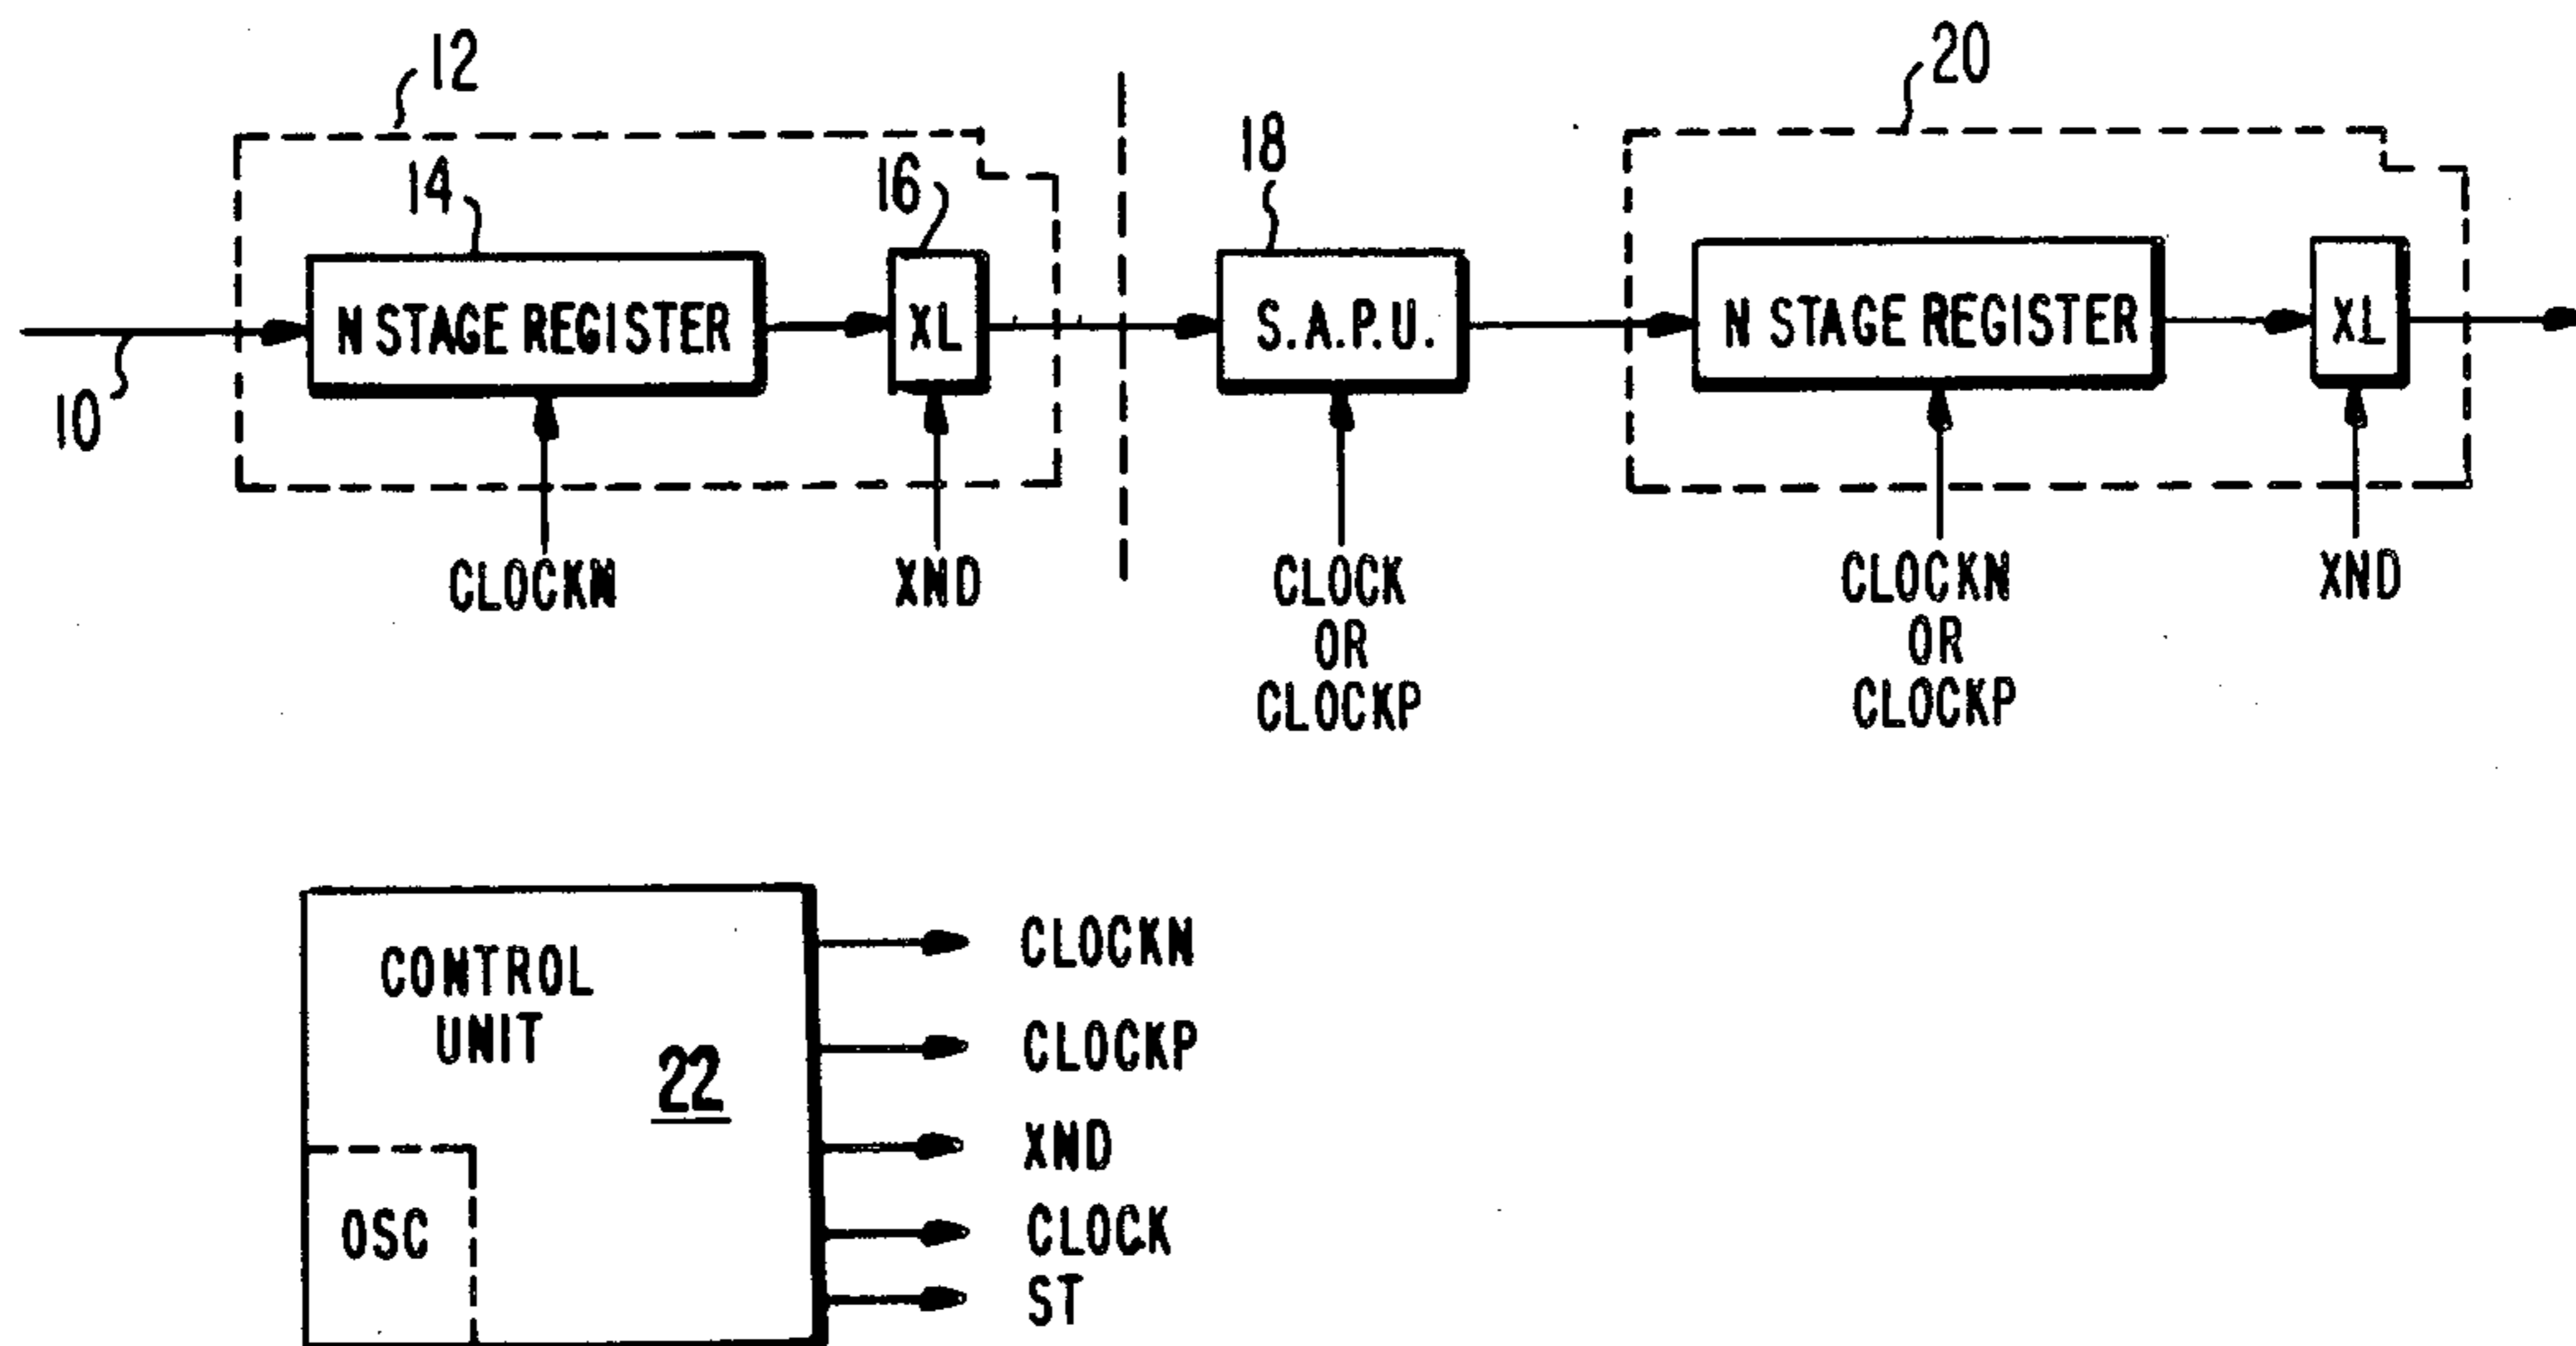 12
20
14
16
18
N STAGE REGISTER
XL
S.A.P.U.
N STAGE REGISTER
XL
10
CLOCKN
XND
CLOCK
OR
CLOCKP
CLOCKN
OR
CLOCKP
XND
CONTROL
UNIT
22
OSC
CLOCKN
CLOCKP
XND
CLOCK
ST